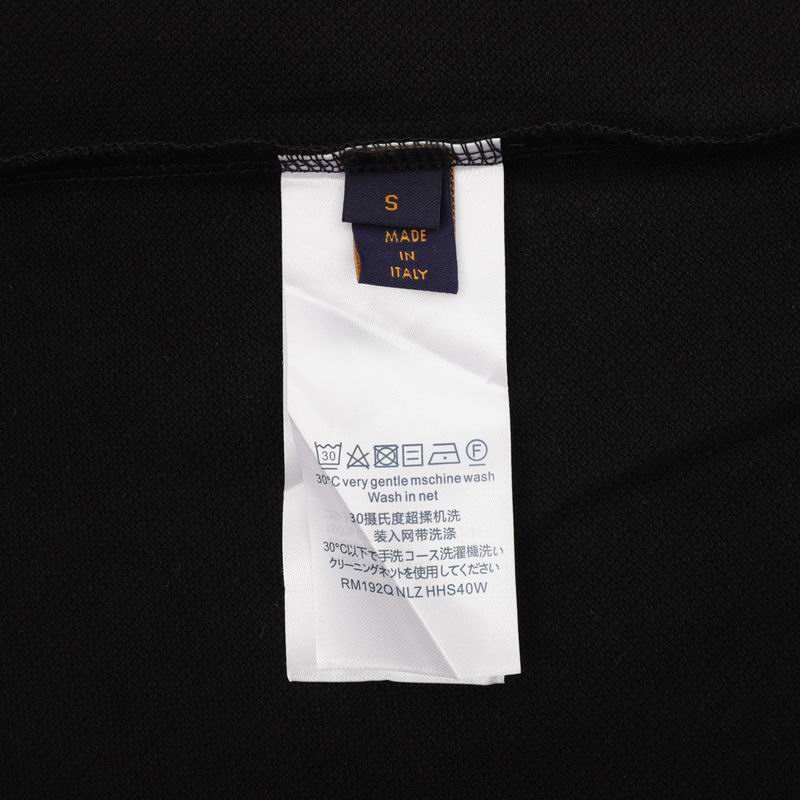 S
MADE
IN
ITALY
30
F
30°C very gentle mschine wash
Wash in net
30摄氏度超揉机洗
装入网带洗涤
30°C以下で手洗コース洗濯機洗い
クリーニングネットを使用してください
RM192Q NLZ HHS40W